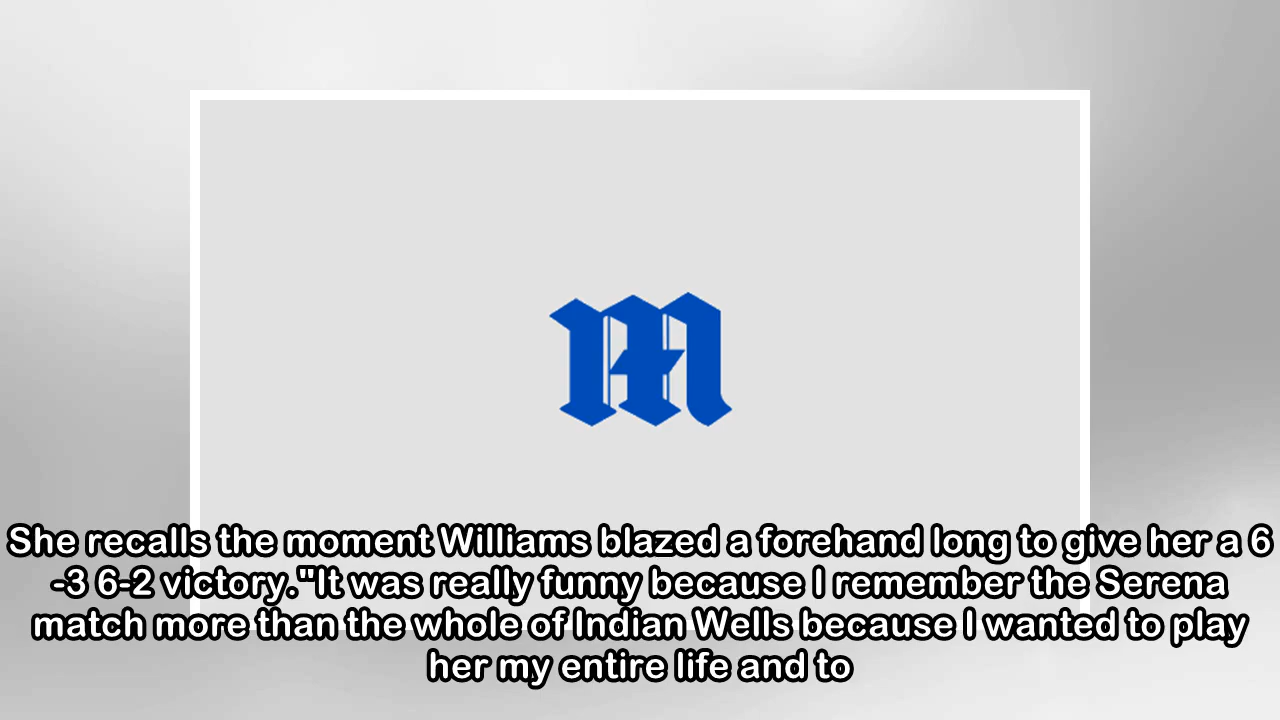 She recalls the moment Williams blazed a forehand long to give her a 6
-3 6-2 victory."It was really funny because I remember the Serena
match more than the whole of Indian Wells because I wanted to play
her my entire life and to